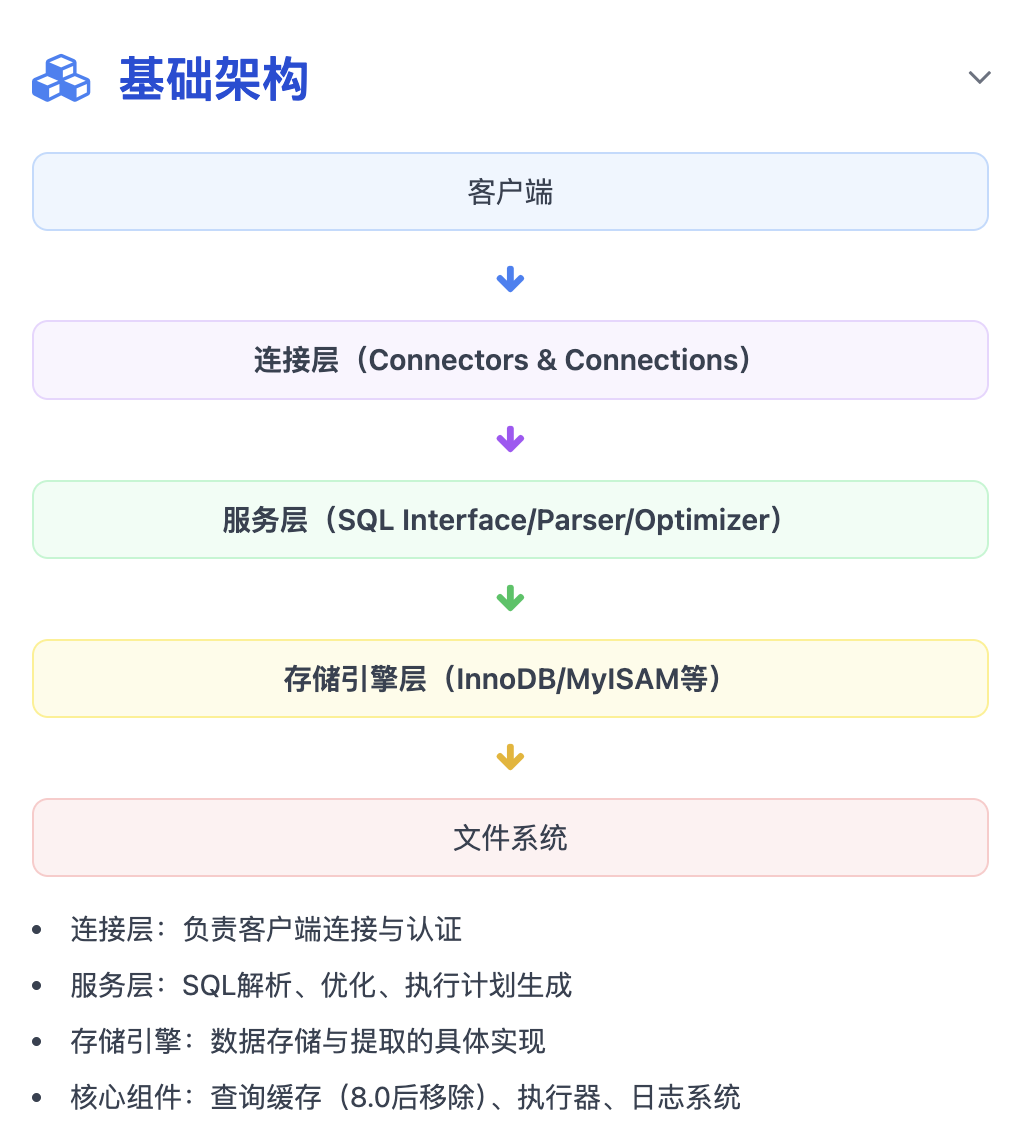 基础架构
客户端
连接层（Connectors & Connections）
服务层（SQL Interface/Parser/Optimizer）
存储引擎层（InnoDB/MyISAM等）
文件系统
• 连接层：负责客户端连接与认证
• 服务层：SQL解析、优化、执行计划生成
• 存储引擎：数据存储与提取的具体实现
• 核心组件：查询缓存（8.0后移除）、执行器、日志系统